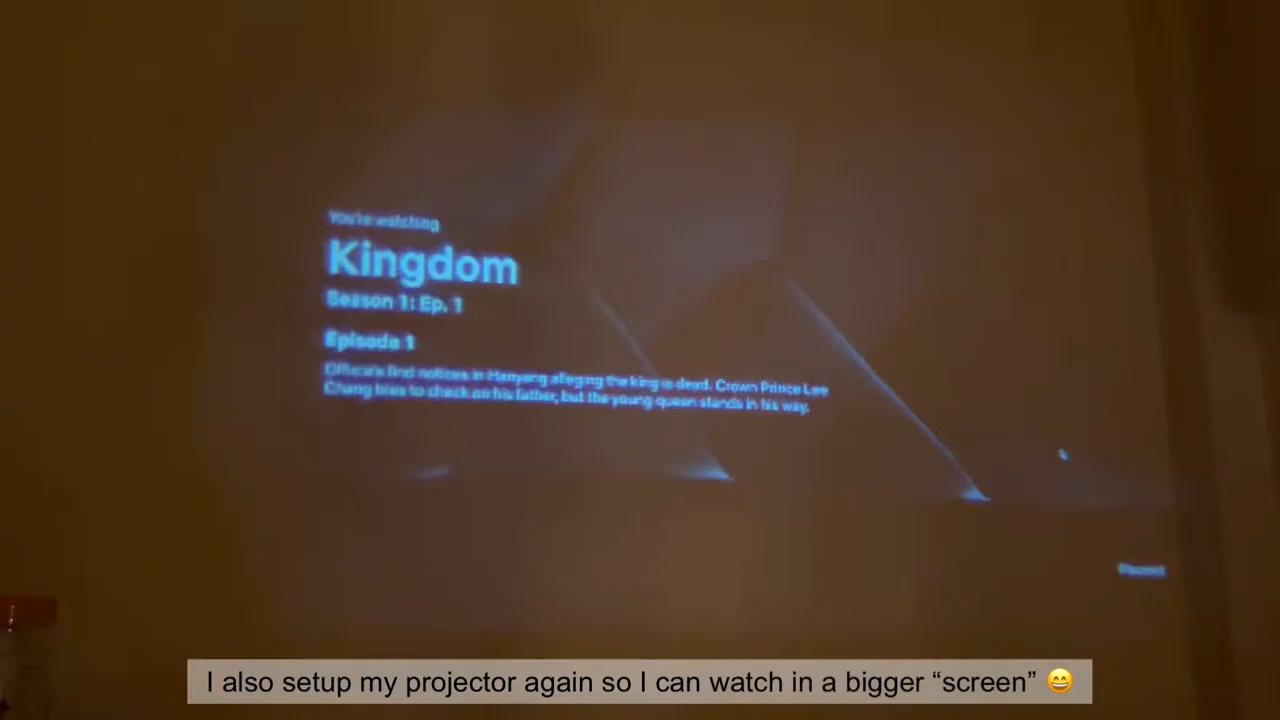 You're watching
Kingdom
Season 1: Ep. 1
Episode 1
Officials find notices in Hanyang alleging the king is dead. Crown Prince Lee
Chang tries to check on his father, but the young queen stands in his way.
Paused
I also setup my projector again so I can watch in a bigger “screen” 😄